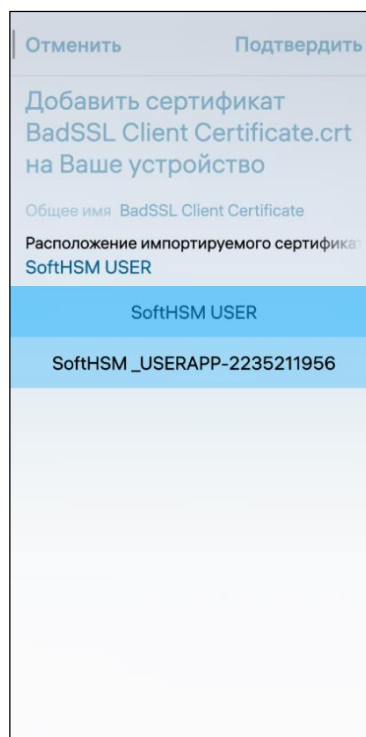 Отменить Подтвердить
Добавить сертификат
BadSSL Client Certificate.crt
на Ваше устройство
Общее имя BadSSL Client Certificate
Расположение импортируемого сертифика
SoftHSM USER
SoftHSM USER
SoftHSM _USERAPP-2235211956